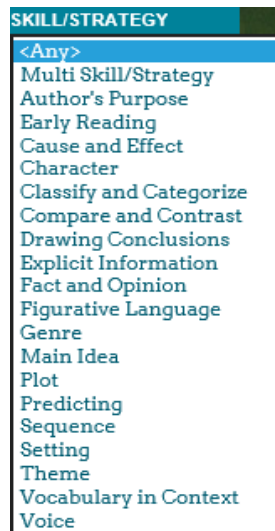 SKILL/STRATEGY
<Any>
Multi Skill/Strategy
Author's Purpose
Early Reading
Cause and Effect
Character
Classify and Categorize
Compare and Contrast
Drawing Conclusions
Explicit Information
Fact and Opinion
Figurative Language
Genre
Main Idea
Plot
Predicting
Sequence
Setting
Theme
Vocabulary in Context
Voice